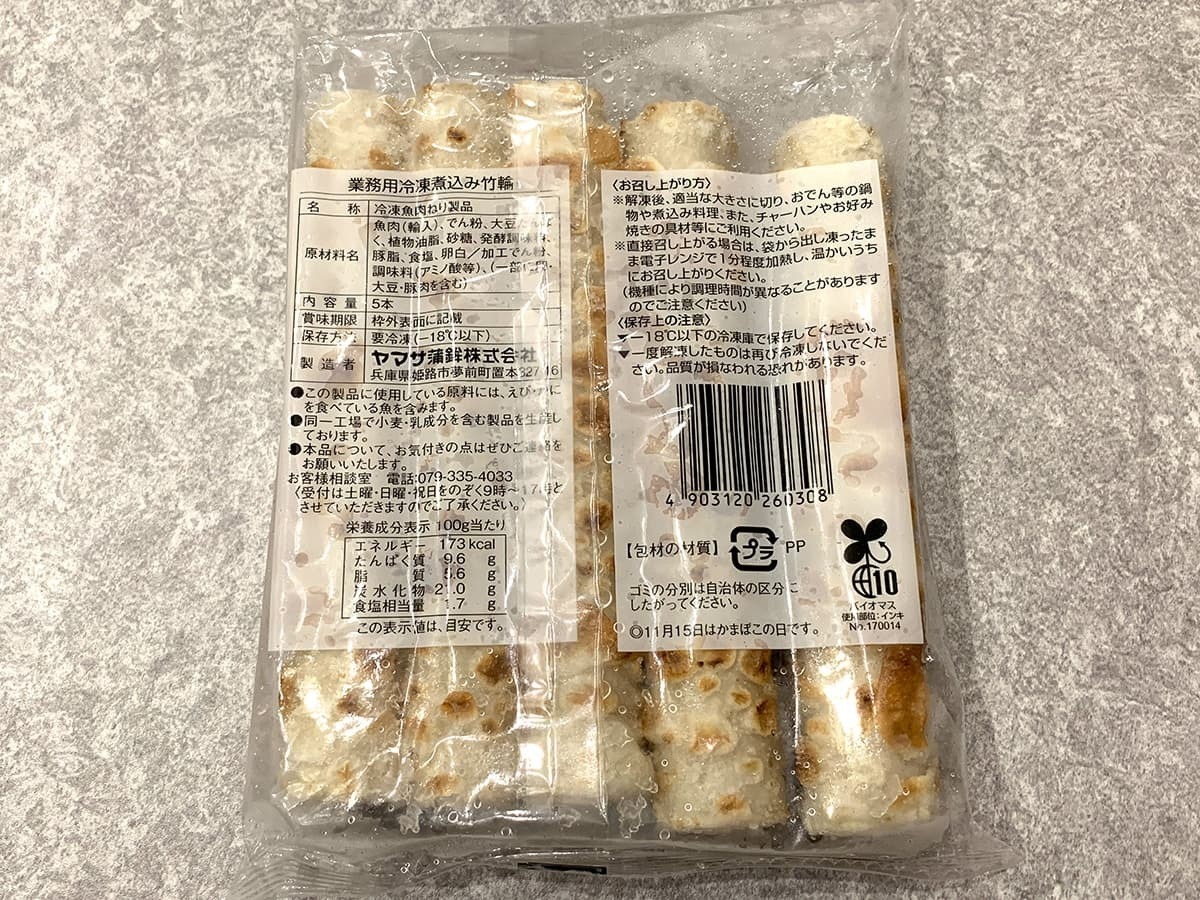 業務用冷凍煮込み竹輪
名称 冷凍魚肉ねり製品
原材料名 魚肉(輸入)、でん粉、大豆たんぱ
く、植物油脂、砂糖、発酵調味料、
豚脂、食塩、卵白/加工でん粉、
調味料(アミノ酸等)、(一部に卵・
大豆・豚肉を含む)
内容量 5本
賞味期限 枠外表面に記載
保存方法 要冷凍(-18℃以下)
製造者 ヤマサ蒲鉾株式会社
兵庫県姫路市夢前町置本327-16
●この製品に使用している原料には、えび・かに
を食べている魚を含みます。
●同一工場で小麦・乳成分を含む製品を生産し
ております。
●本品について、お気付きの点はぜひご連絡を
お願いいたします。
お客様相談室 電話:079-335-4033
〈受付は土曜・日曜・祝日をのぞく9時〜17時と
させていただきますのでご了承ください。〉
栄養成分表示 100g当たり
エネルギー 173kcal
たんぱく質 9.6 g
脂質 5.6 g
炭水化物 21.0 g
食塩相当量 1.7 g
この表示値は、目安です。
〈お召し上がり方〉
※解凍後、適当な大きさに切り、おでん等の鍋
物や煮込み料理、また、チャーハンやお好み
焼きの具材等にご利用ください。
※直接召し上がる場合は、袋から出し凍ったま
ま電子レンジで1分程度加熱し、温かいうち
にお召し上がりください。
(機種により調理時間が異なることがあります
のでご注意ください)
〈保存上の注意〉
▼-18℃以下の冷凍庫で保存してください。
▼一度解凍したものは再び冷凍しないでくだ
さい。品質が損なわれる恐れがあります。
4 903120 260308
【包材の材質】 プラ PP
ゴミの分別は自治体の区分に
したがってください。
10
バイオマス
使用部位:インキ
No.170014
◎11月15日はかまぼこの日です。